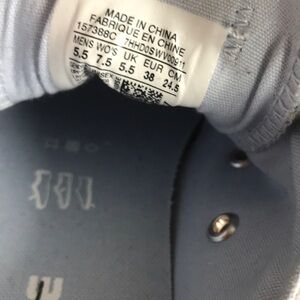 MADE IN CHINA
FABRIQUE EN CHINE
157388C
MENS WO'S UK EUR CM
5.5 7.5 5.5 38 24.5